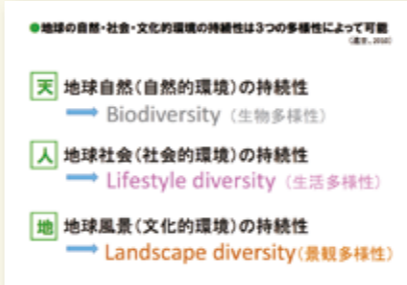 ●地球の自然・社会・文化的環境の持続性は3つの多様性によって可能
天 地球自然(自然的環境)の持続性
Biodiversity (生物多様性)
人 地球社会(社会的環境)の持続性
Lifestyle diversity (生活多様性)
地 地球風景(文化的環境)の持続性
Landscape diversity(景観多様性)